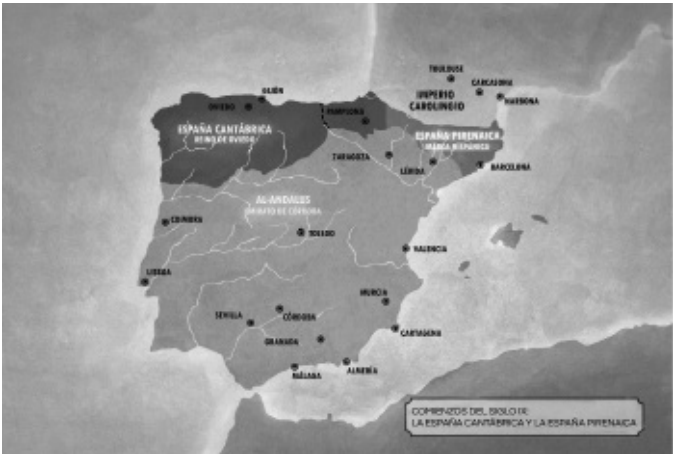 TOULOUSE
CARCASONA
GIJÓN
IMPERIO
CAROLINGIO
NARBONA
OVIEDO
PAMPLONA
ESPAÑA CANTÁBRICA
REINO DE OVIEDO
ESPAÑA PIRENAICA
MARCA HISPÁNICA
ZARAGOZA
LÉRIDA
BARCELONA
AL-ANDALUS
EMIRATO DE CÓRDOBA
COIMBRA
TOLEDO
VALENCIA
LISBOA
MURCIA
SEVILLA
CÓRDOBA
CARTAGENA
GRANADA
MÁLAGA
ALMERÍA
COMIENZOS DEL SIGLO IX:
LA ESPAÑA CANTÁBRICA Y LA ESPAÑA PIRENAICA